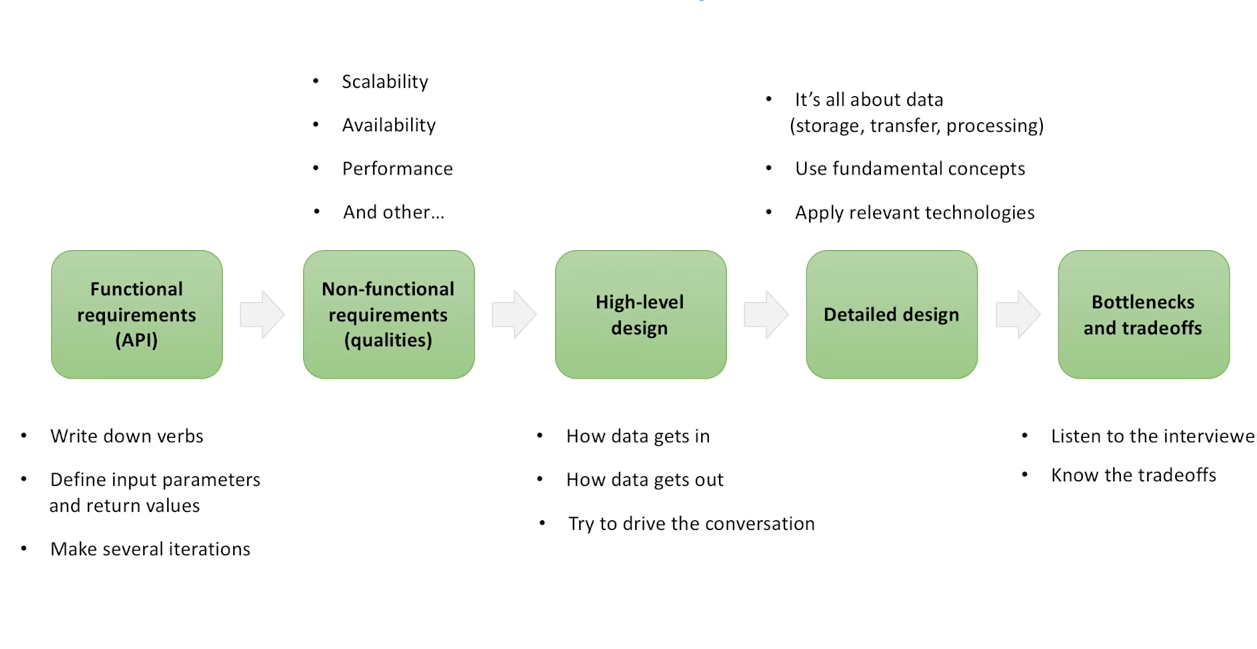 • Scalability
• Availability
• Performance
• And other...
• It's all about data
(storage, transfer, processing)
• Use fundamental concepts
• Apply relevant technologies
Functional
requirements
(API)
Non-functional
requirements
(qualities)
High-level
design
Detailed design
Bottlenecks
and tradeoffs
• Write down verbs
• Define input parameters
and return values
• Make several iterations
• How data gets in
• How data gets out
• Try to drive the conversation
• Listen to the interviewe
• Know the tradeoffs